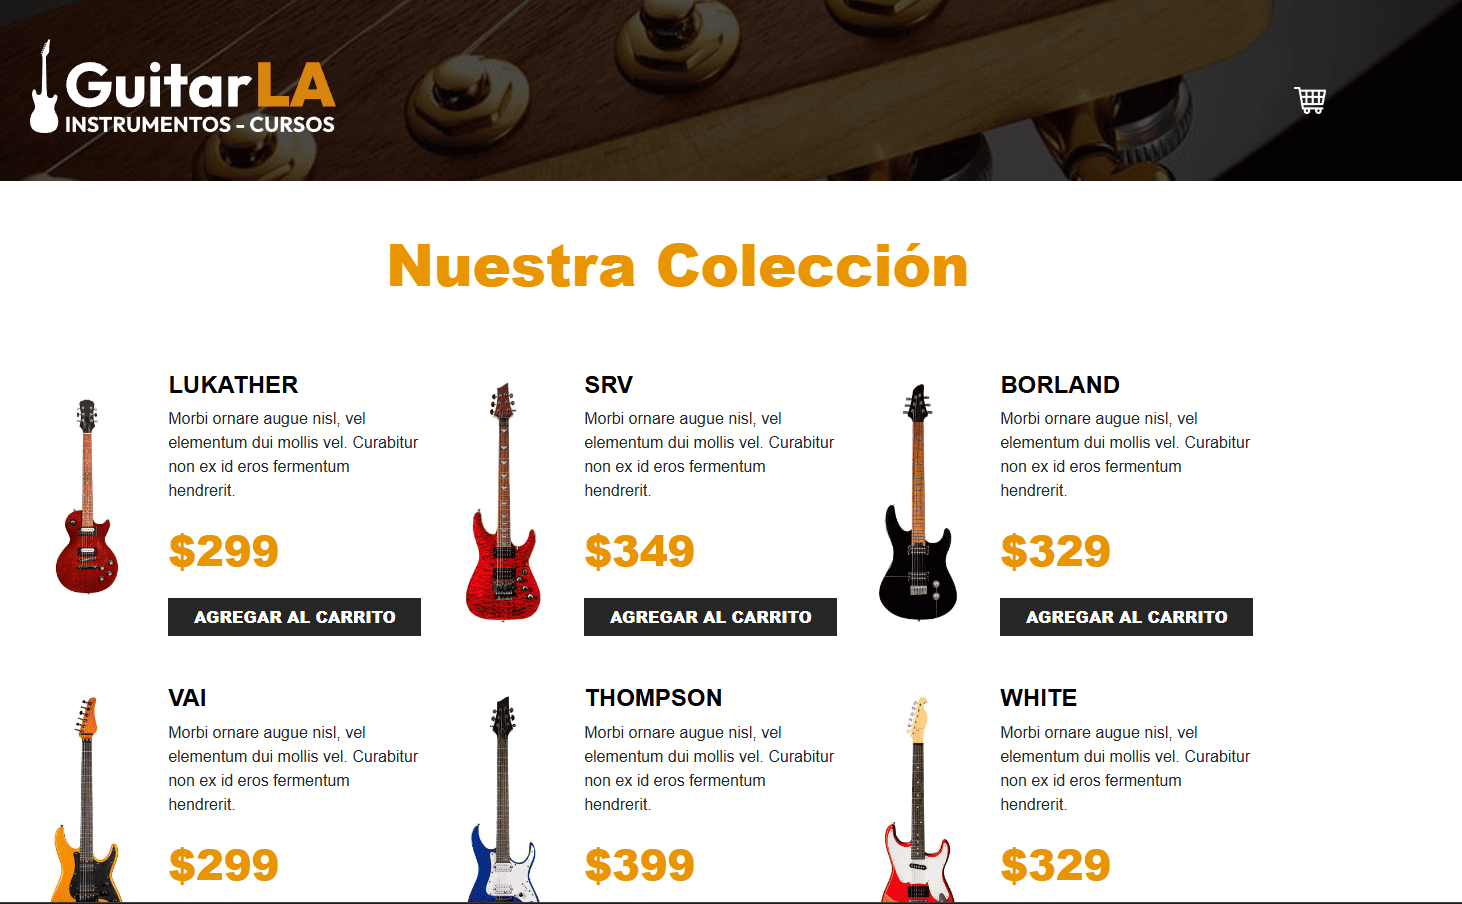 GuitarLA
INSTRUMENTOS - CURSOS
Nuestra Colección
LUKATHER
Morbi ornare augue nisl, vel
elementum dui mollis vel. Curabitur
non ex id eros fermentum
hendrerit.
$299
AGREGAR AL CARRITO
SRV
Morbi ornare augue nisl, vel
elementum dui mollis vel. Curabitur
non ex id eros fermentum
hendrerit.
$349
AGREGAR AL CARRITO
BORLAND
Morbi ornare augue nisl, vel
elementum dui mollis vel. Curabitur
non ex id eros fermentum
hendrerit.
$329
AGREGAR AL CARRITO
VAI
Morbi ornare augue nisl, vel
elementum dui mollis vel. Curabitur
non ex id eros fermentum
hendrerit.
$299
THOMPSON
Morbi ornare augue nisl, vel
elementum dui mollis vel. Curabitur
non ex id eros fermentum
hendrerit.
$399
WHITE
Morbi ornare augue nisl, vel
elementum dui mollis vel. Curabitur
non ex id eros fermentum
hendrerit.
$329